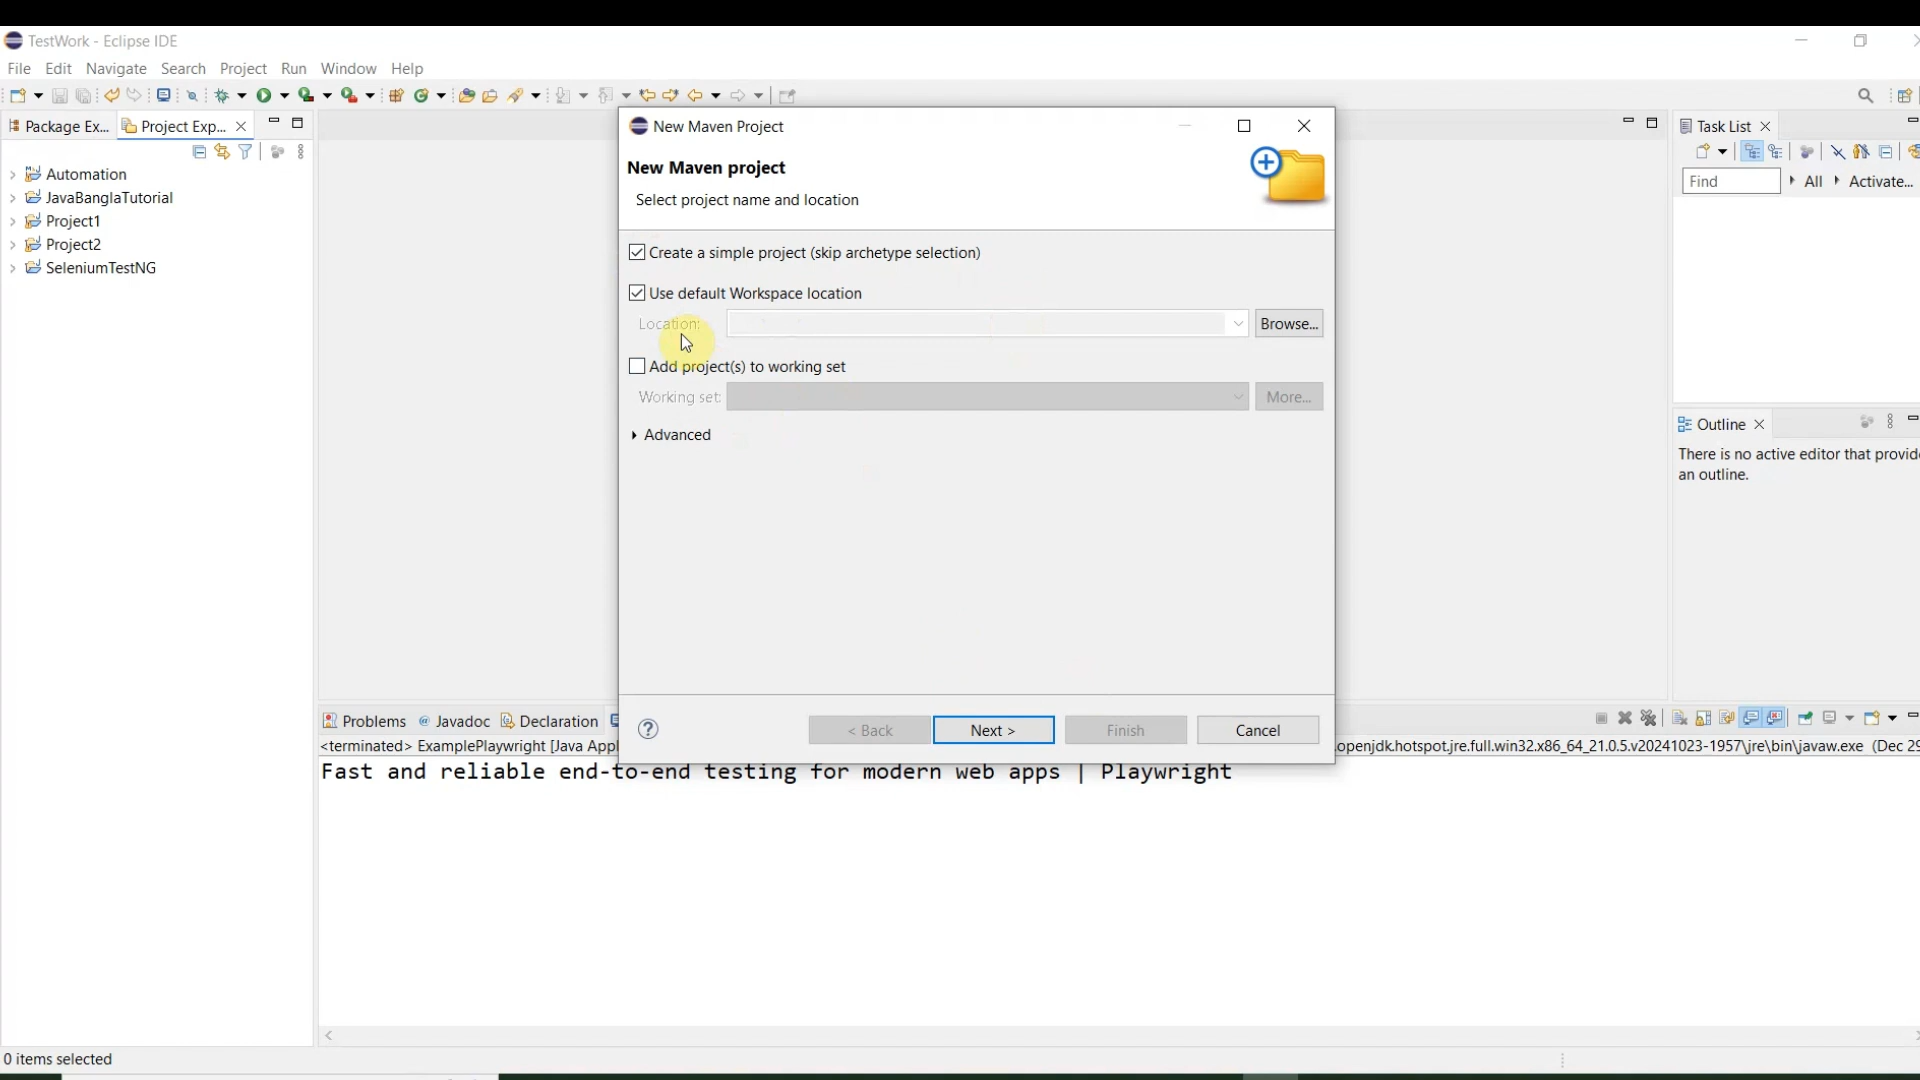 TestWork - Eclipse IDE
File Edit Navigate Search Project Run Window Help
Package Ex...
Project Exp...
Automation
JavaBanglaTutorial
Project1
Project2
SeleniumTestNG
New Maven Project
New Maven project
Select project name and location
Create a simple project (skip archetype selection)
Use default Workspace location
Location:
Browse...
Add project(s) to working set
Working set:
More...
Advanced
< Back
Next >
Finish
Cancel
Task List
Find
All
Activate...
Outline
There is no active editor that provide
an outline.
Problems
Javadoc
Declaration
<terminated> ExamplePlaywright [Java Appl
openjdk.hotspot.jre.full.win32.x86_64_21.0.5.v20241023-1957\jre\bin\javaw.exe (Dec 29
Fast and reliable end-to-end testing for modern web apps | Playwright
0 items selected